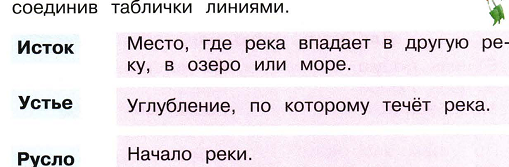 соединив таблички линиями.
Исток
Место, где река впадает в другую ре-
ку, в озеро или море.
Устье
Углубление, по которому течёт река.
Русло
Начало реки.